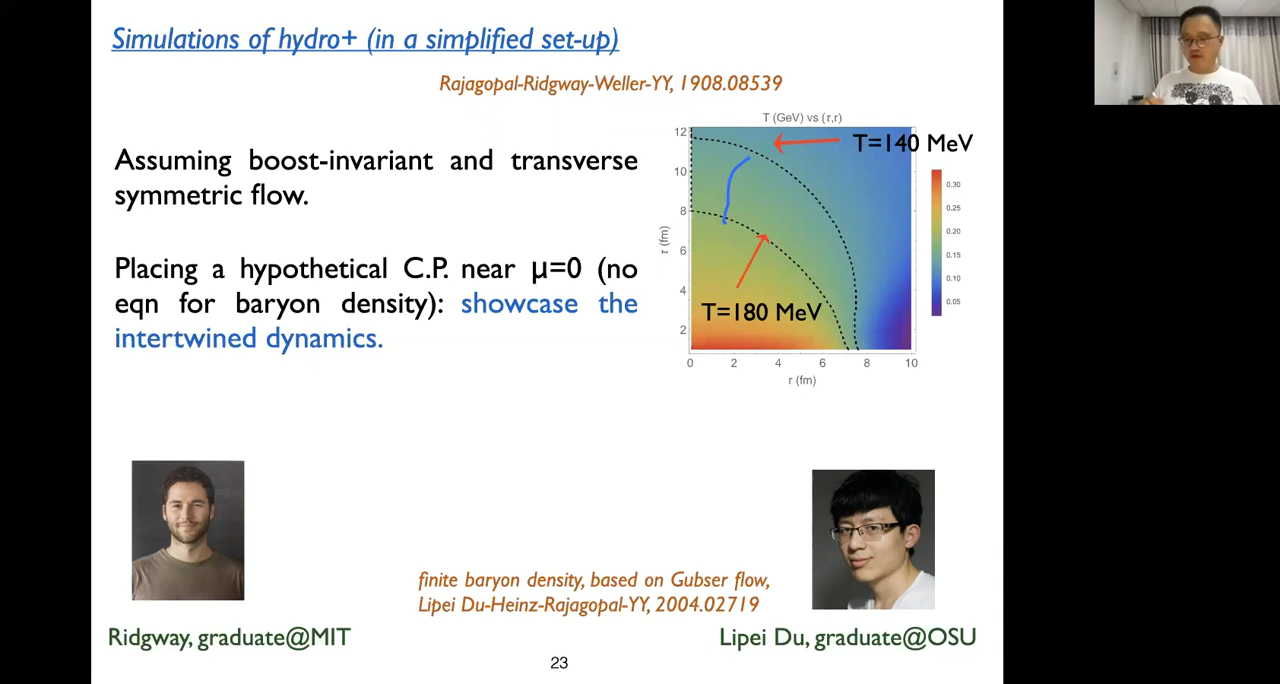 Simulations of hydro+ (in a simplified set-up)
Rajagopal-Ridgway-Weller-YY, 1908.08539
Assuming boost-invariant and transverse
symmetric flow.
Placing a hypothetical C.P. near μ=0 (no
eqn for baryon density): showcase the
intertwined dynamics.
T (GeV) vs (τ,r)
12
10
8
6
4
2
τ (fm)
0 2 4 6 8 10
r (fm)
T=140 MeV
T=180 MeV
0.30
0.25
0.20
0.15
0.10
0.05
finite baryon density, based on Gubser flow,
Lipei Du-Heinz-Rajagopal-YY, 2004.02719
Ridgway, graduate@MIT
Lipei Du, graduate@OSU
23